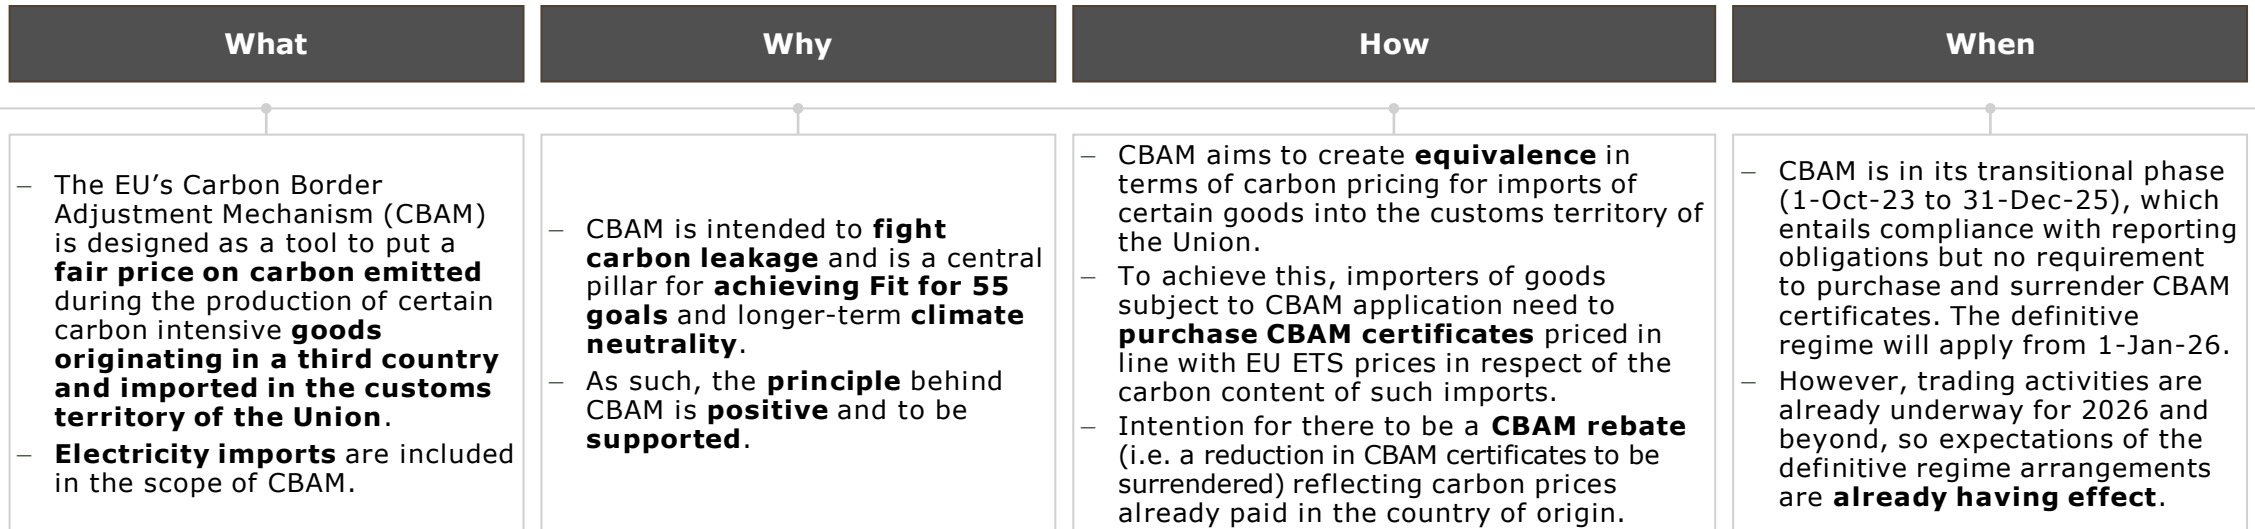 What
Why
How
When
– The EU’s Carbon Border
Adjustment Mechanism (CBAM)
is designed as a tool to put a
fair price on carbon emitted
during the production of certain
carbon intensive goods
originating in a third country
and imported in the customs
territory of the Union.
– Electricity imports are included
in the scope of CBAM.
– CBAM is intended to fight
carbon leakage and is a central
pillar for achieving Fit for 55
goals and longer-term climate
neutrality.
– As such, the principle behind
CBAM is positive and to be
supported.
– CBAM aims to create equivalence in
terms of carbon pricing for imports of
certain goods into the customs territory of
the Union.
– To achieve this, importers of goods
subject to CBAM application need to
purchase CBAM certificates priced in
line with EU ETS prices in respect of the
carbon content of such imports.
– Intention for there to be a CBAM rebate
(i.e. a reduction in CBAM certificates to be
surrendered) reflecting carbon prices
already paid in the country of origin.
– CBAM is in its transitional phase
(1-Oct-23 to 31-Dec-25), which
entails compliance with reporting
obligations but no requirement
to purchase and surrender CBAM
certificates. The definitive
regime will apply from 1-Jan-26.
– However, trading activities are
already underway for 2026 and
beyond, so expectations of the
definitive regime arrangements
are already having effect.